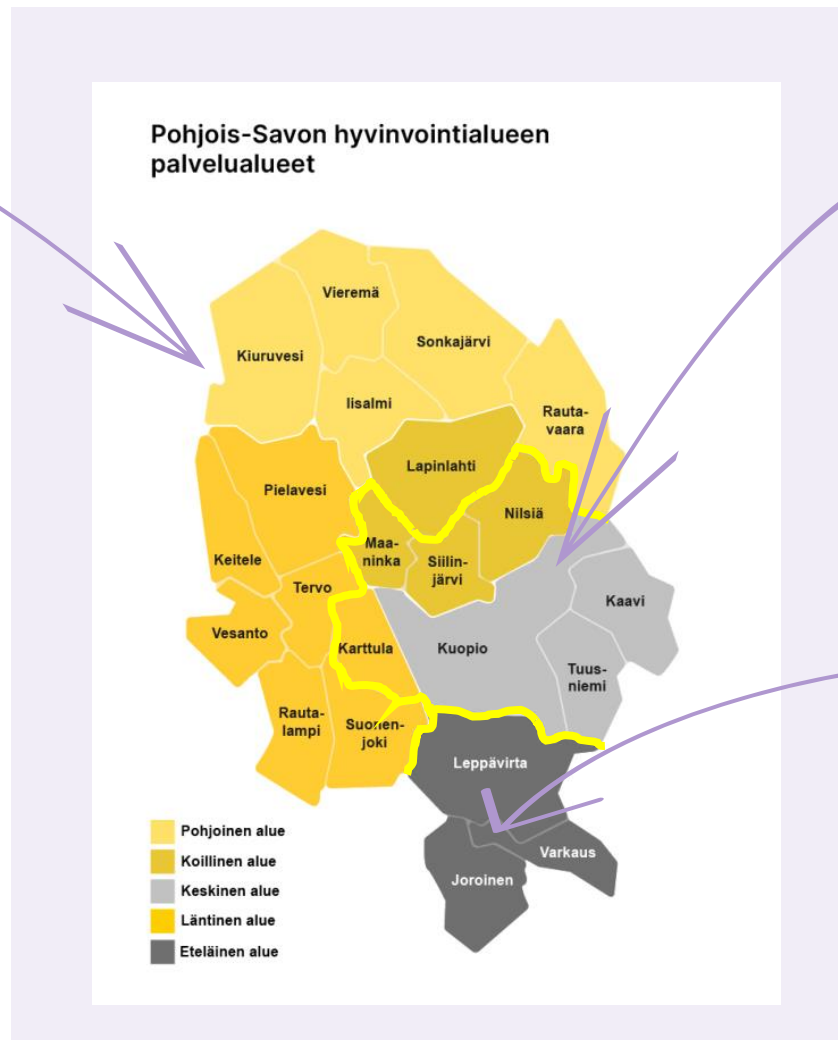 Pohjois-Savon hyvinvointialueen
palvelualueet
Vieremä
Kiuruvesi
Sonkajärvi
Iisalmi
Rauta-
vaara
Lapinlahti
Pielavesi
Nilsiä
Maa-
ninka
Siilin-
järvi
Keitele
Tervo
Kaavi
Vesanto
Karttula
Kuopio
Tuus-
niemi
Rauta-
lampi
Suonen-
joki
Leppävirta
Varkaus
Joroinen
Pohjoinen alue
Koillinen alue
Keskinen alue
Läntinen alue
Eteläinen alue